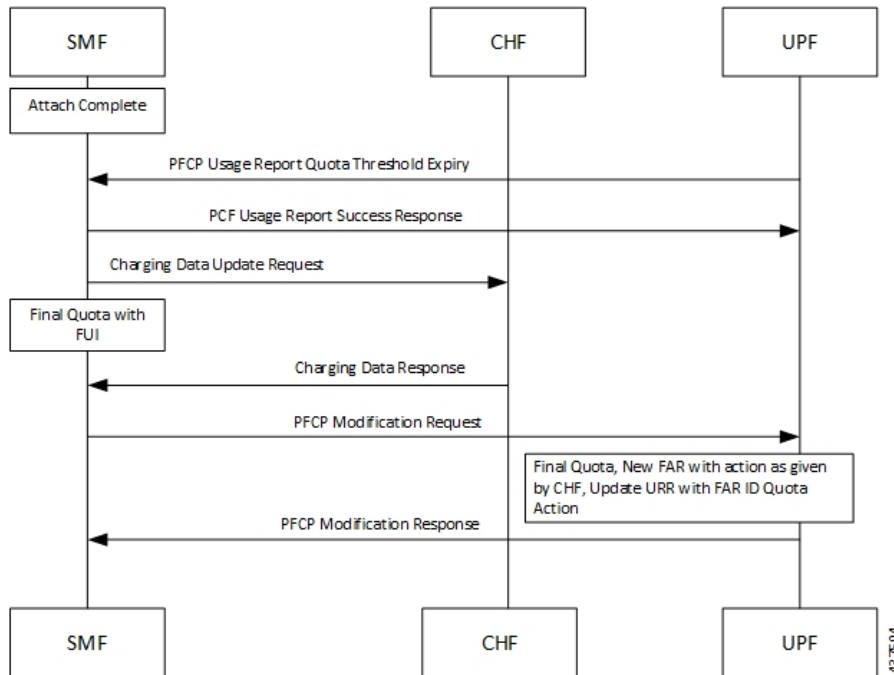 SMF
CHF
UPF
Attach Complete
PFCP Usage Report Quota Threshold Expiry
PCF Usage Report Success Response
Charging Data Update Request
Final Quota with
FUI
Charging Data Response
PFCP Modification Request
Final Quota, New FAR with action as given
by CHF, Update URR with FAR ID Quota
Action
PFCP Modification Response
SMF
CHF
UPF